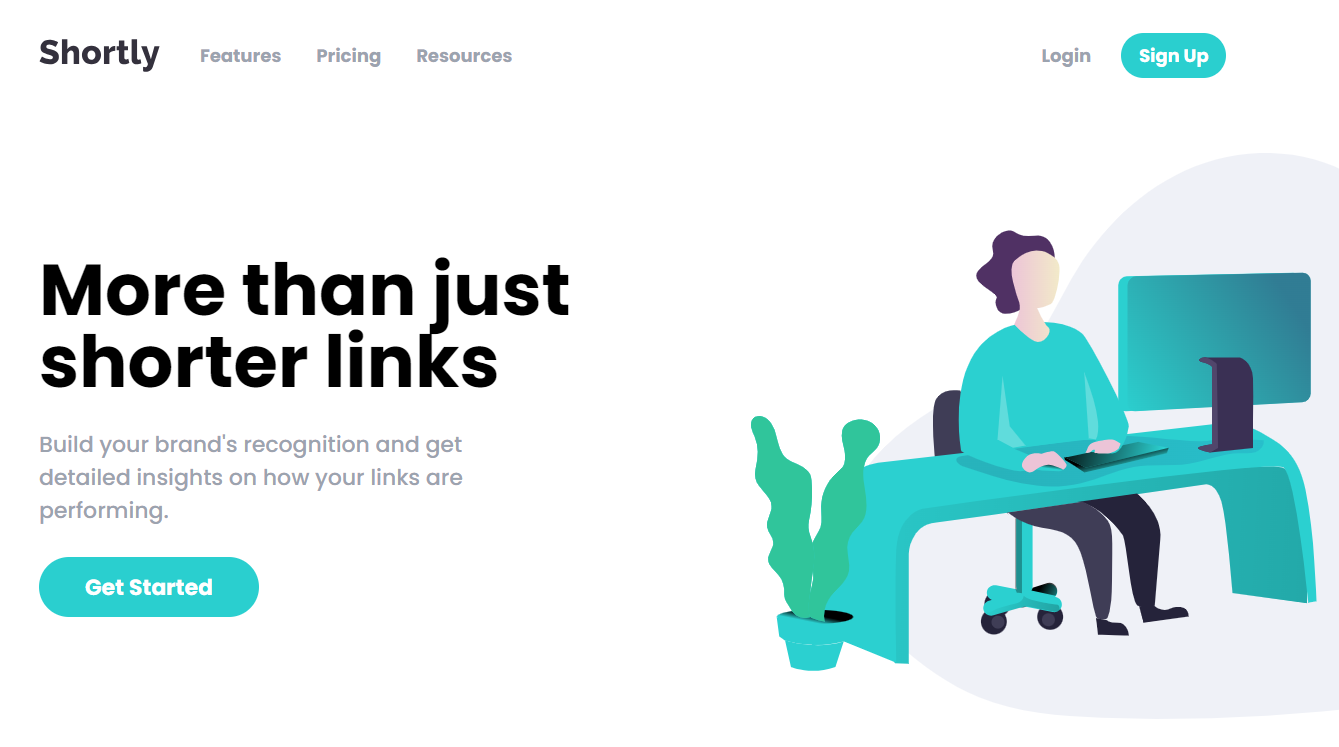 Shortly
Features
Pricing
Resources
Login
Sign Up
More than just
shorter links
Build your brand's recognition and get
detailed insights on how your links are
performing.
Get Started